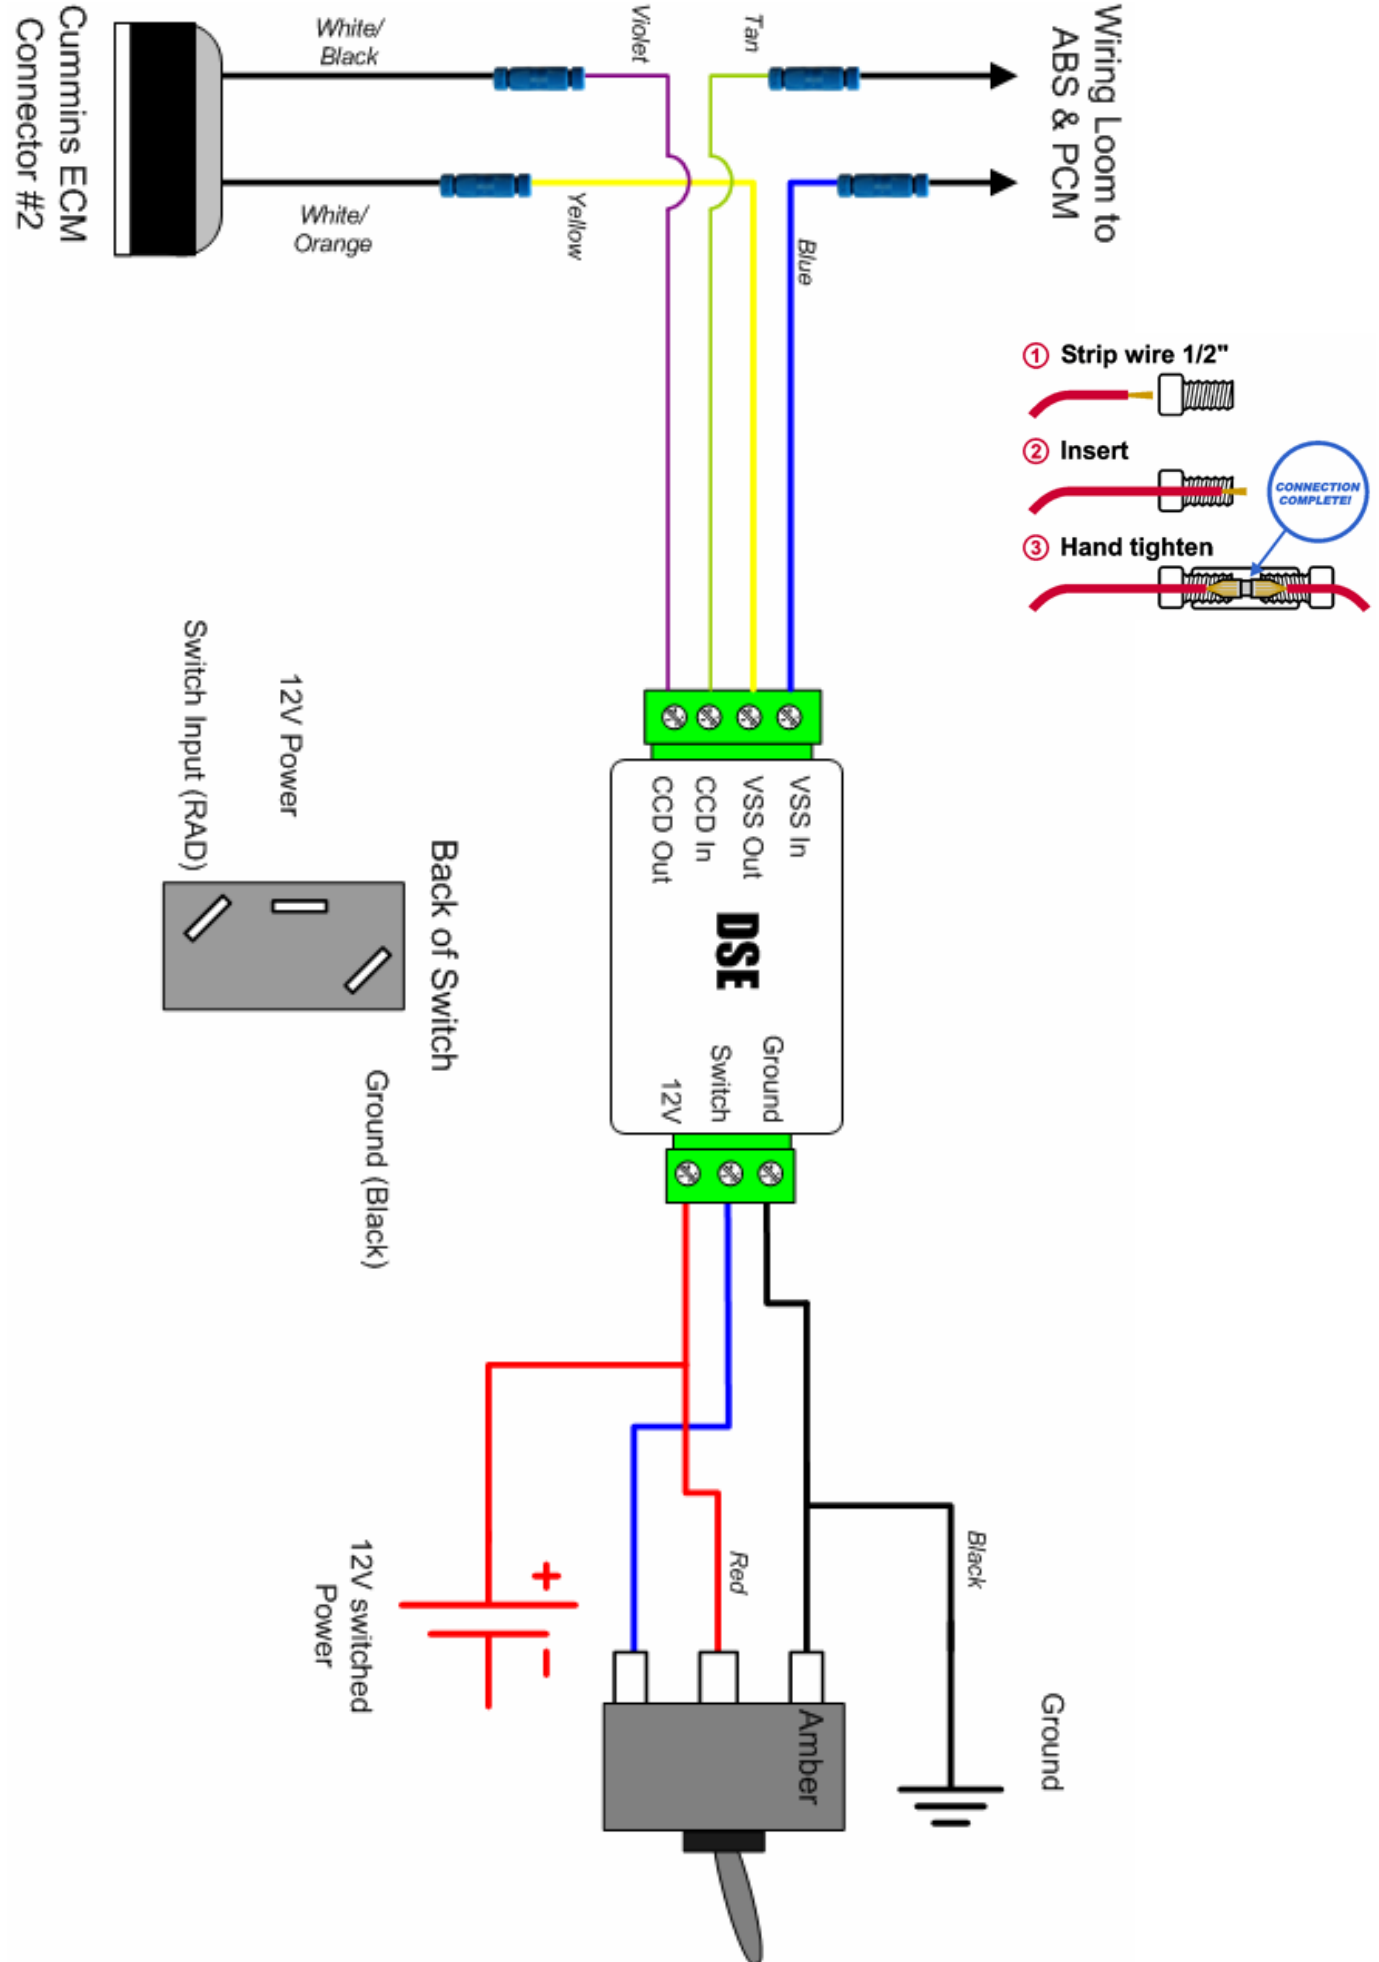 Cummins ECM
Connector #2
White/
Black
White/
Orange
Violet
Yellow
Tan
Blue
Wiring Loom to
ABS & PCM
① Strip wire 1/2"
② Insert
CONNECTION
COMPLETE!
③ Hand tighten
VSS In
VSS Out
CCD In
CCD Out
DSE
Ground
Switch
12V
Back of Switch
Switch Input (RAD)
12V Power
Ground (Black)
12V switched
Power
+
-
Red
Black
Ground
Amber